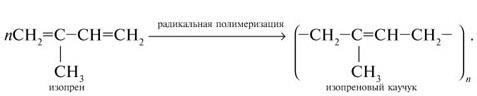 радикальная полимеризация
nCH₂=C–CH=CH₂ ⟶ (–CH₂–C=CH–CH₂–)ₙ.
| |
CH₃ CH₃
изопрен изопреновый каучук